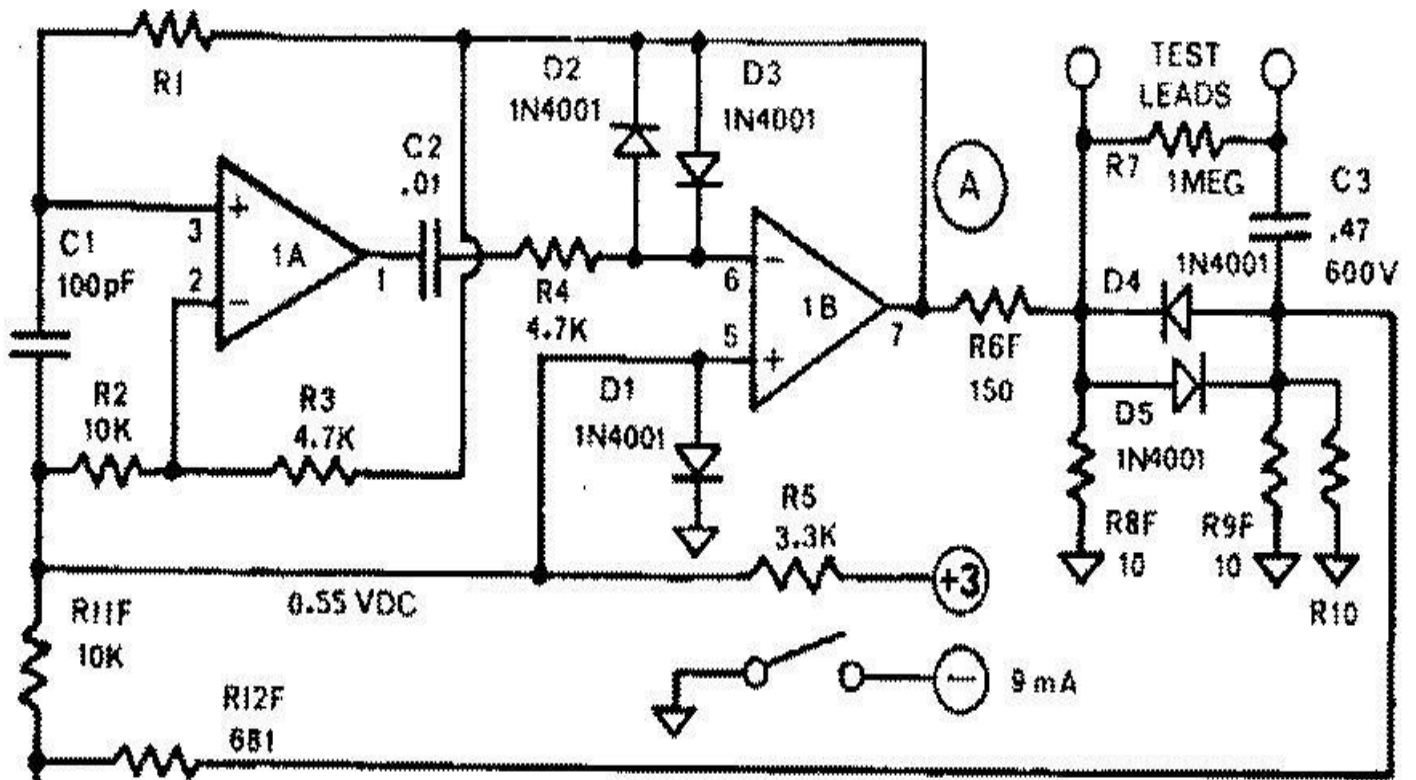 R1
D2
1N4001
D3
1N4001
TEST
LEADS
R7
1MEG
C3
.47
600V
C2
.01
A
+
3
1A
1
2
−
C1
100pF
R4
4.7K
−
6
1B
7
5
+
R6F
150
1N4001
D4
D5
1N4001
D1
1N4001
R2
10K
R3
4.7K
R5
3.3K
+3
R8F
10
R9F
10
R10
0.55 VDC
R11F
10K
−
9 mA
R12F
681